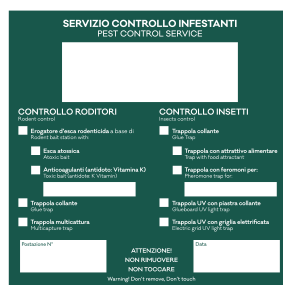 SERVIZIO CONTROLLO INFESTANTI
PEST CONTROL SERVICE
CONTROLLO RODITORI
Rodent control
Erogatore d'esca rodenticida a base di
Rodent bait station with:
Esca atossica
Atoxic bait
Anticoagulanti (antidoto: Vitamina K)
Toxic bait (antidote: K Vitamin)
Trappola collante
Glue trap
Trappola multicattura
Multicapture trap
CONTROLLO INSETTI
Insects control
Trappola collante
Glue Trap
Trappola con attrattivo alimentare
Trap with food attractant
Trappola con feromoni per:
Pheromone trap for:
Trappola UV con piastra collante
Glueboard UV light trap
Trappola UV con griglia elettrificata
Electric grid UV light trap
Postazione N°
ATTENZIONE!
NON RIMUOVERE
NON TOCCARE
Data
Warning! Don't remove, Don't touch